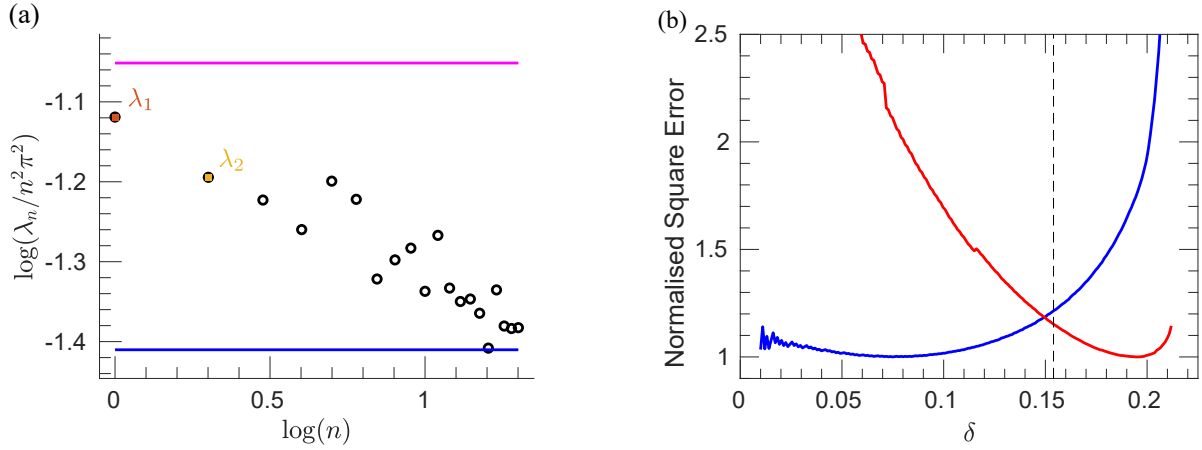 (a)
log(λₙ/n²π²)
-1.1
-1.2
-1.3
-1.4
λ₁
λ₂
0
0.5
1
log(n)
(b)
Normalised Square Error
2.5
2
1.5
1
0
0.05
0.1
0.15
0.2
δ